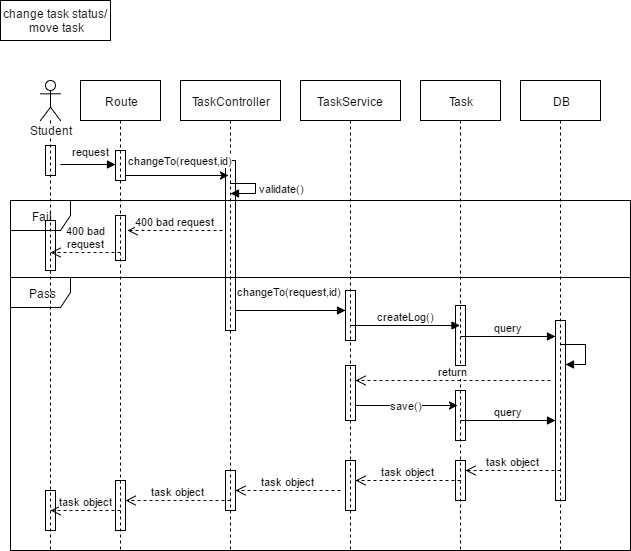 change task status/
move task
Student
Route
TaskController
TaskService
Task
DB
request
changeTo(request,id)
validate()
Fail
400 bad request
400 bad
request
Pass
changeTo(request,id)
createLog()
query
return
save()
query
task object
task object
task object
task object
task object